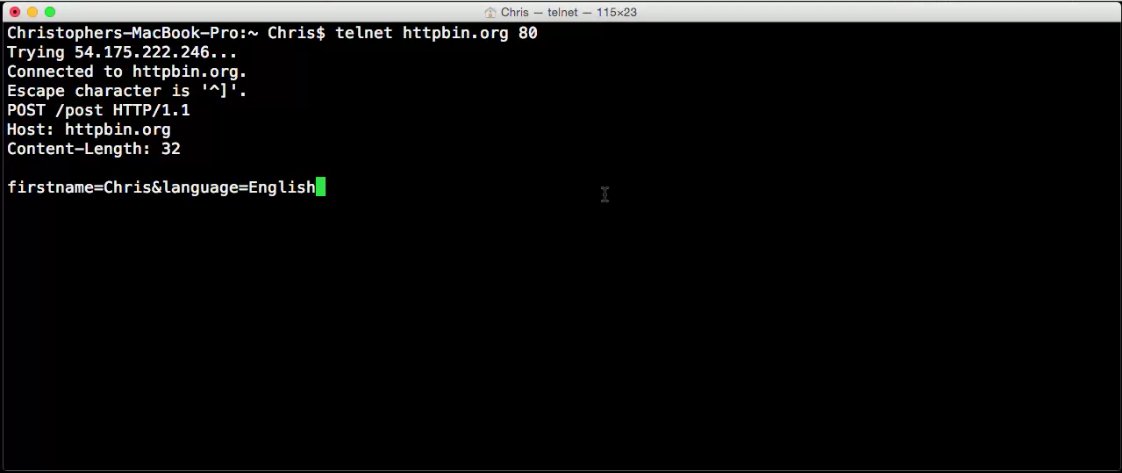 Chris — telnet — 115×23
Christophers-MacBook-Pro:~ Chris$ telnet httpbin.org 80
Trying 54.175.222.246...
Connected to httpbin.org.
Escape character is '^]'.
POST /post HTTP/1.1
Host: httpbin.org
Content-Length: 32
firstname=Chris&language=English